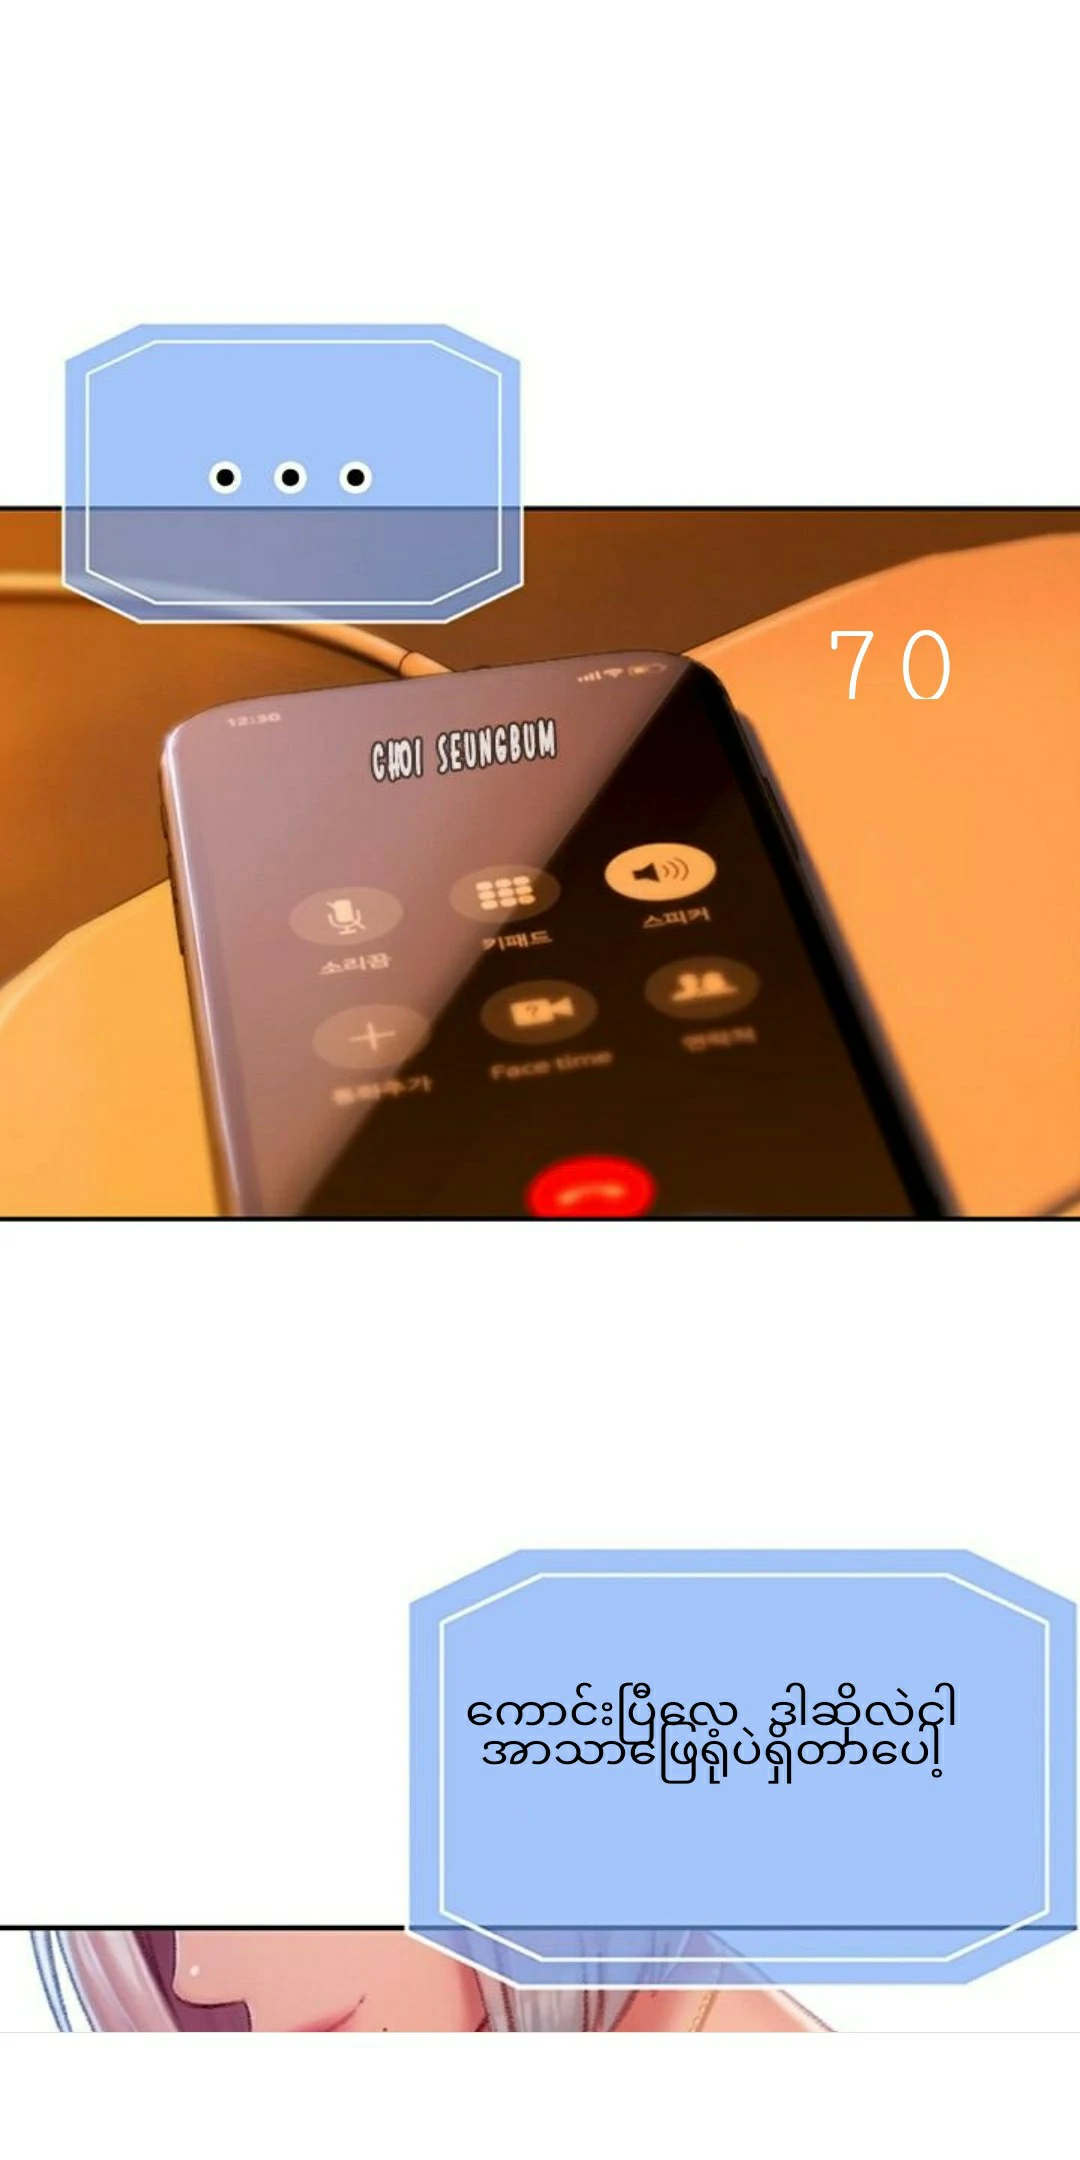 ...
70
12:30
CHOI SEUNGBUM
소리끔
키패드
스피커
통화추가
Face time
연락처
ကောင်းပြီလေ ဒါဆိုလဲငါ
အာသာဖြေရုံပဲရှိတာပေါ့